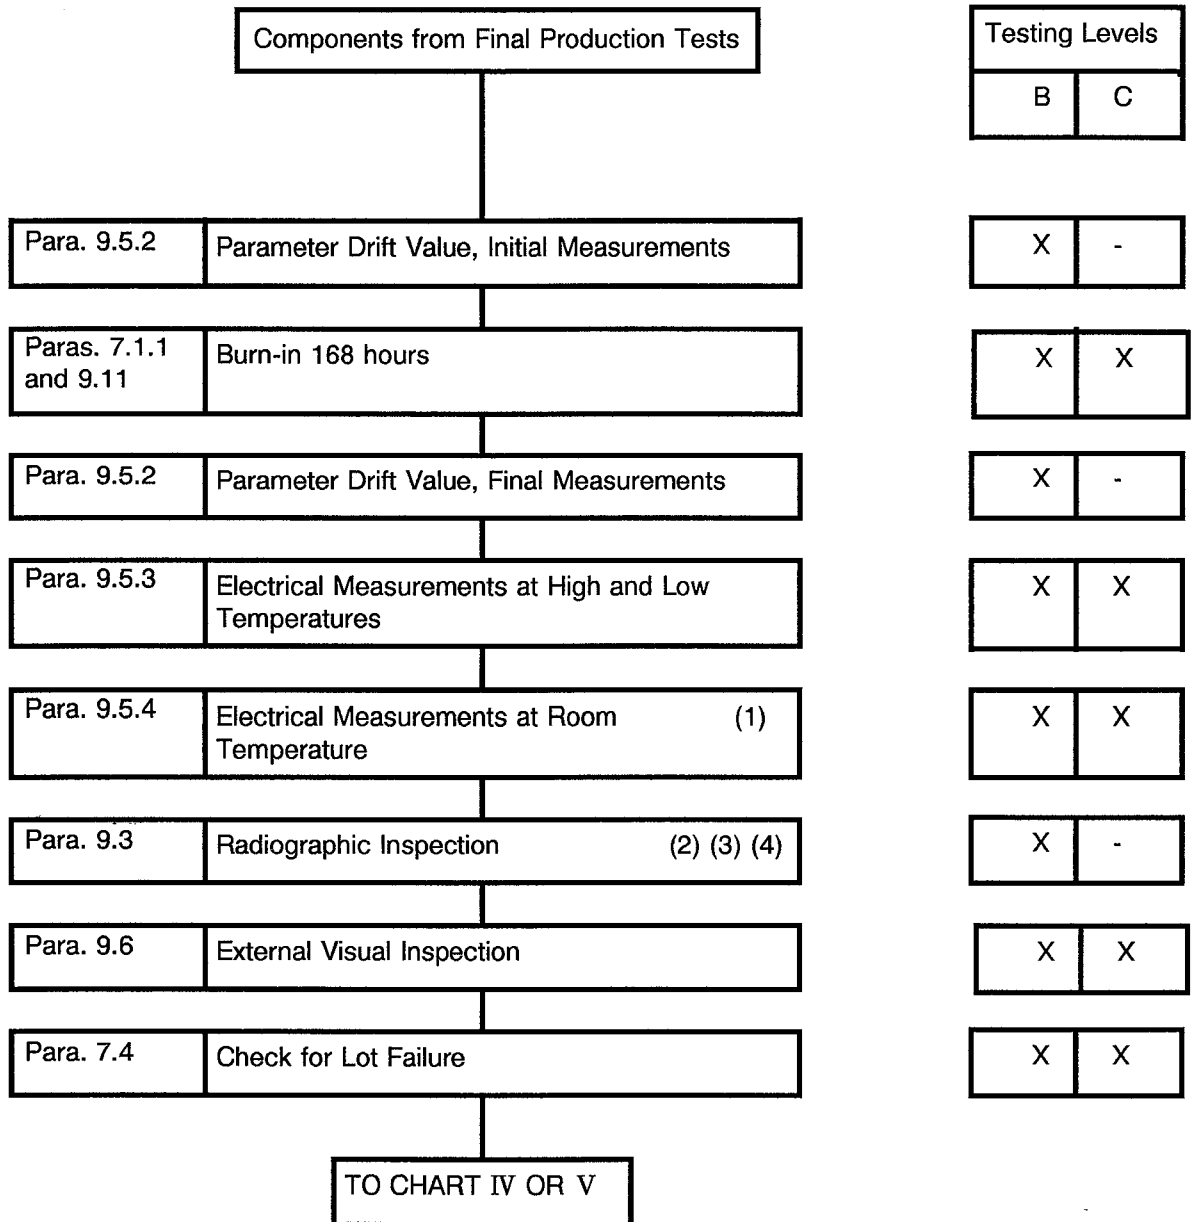 Components from Final Production Tests
Testing Levels
B C
Para. 9.5.2 Parameter Drift Value, Initial Measurements X -
Paras. 7.1.1
and 9.11
Burn-in 168 hours X X
Para. 9.5.2 Parameter Drift Value, Final Measurements X -
Para. 9.5.3 Electrical Measurements at High and Low
Temperatures
X X
Para. 9.5.4 Electrical Measurements at Room (1)
Temperature
X X
Para. 9.3 Radiographic Inspection (2) (3) (4) X -
Para. 9.6 External Visual Inspection X X
Para. 7.4 Check for Lot Failure X X
TO CHART IV OR V